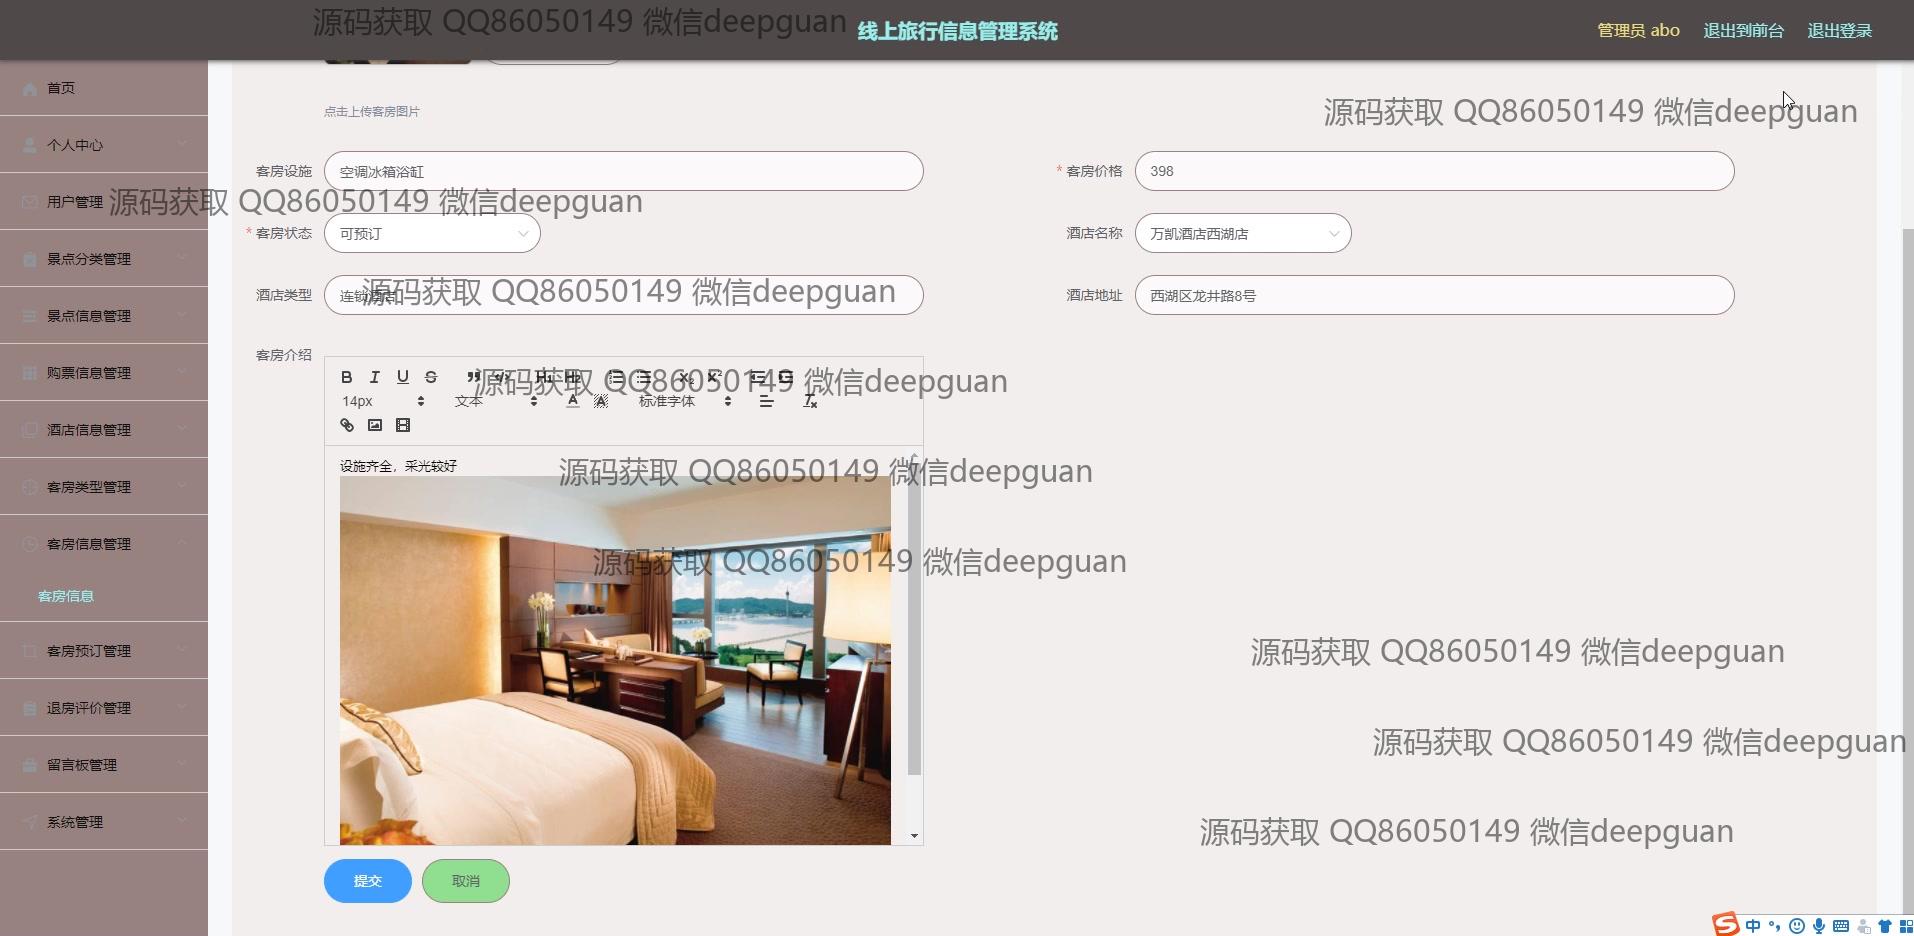 源码获取 QQ86050149 微信deepguan
线上旅行信息管理系统
管理员 abo
退出到前台
退出登录
首页
点击上传客房图片
源码获取 QQ86050149 微信deepguan
个人中心
客房设施
空调冰箱浴缸
* 客房价格
398
用户管理
源码获取 QQ86050149 微信deepguan
* 客房状态
可预订
酒店名称
万凯酒店西湖店
景点分类管理
酒店类型
连锁酒店
源码获取 QQ86050149 微信deepguan
酒店地址
西湖区龙井路8号
景点信息管理
客房介绍
购票信息管理
B I U S H1 H2 X2 X2
源码获取 QQ86050149 微信deepguan
14px
文本
A
A
标准字体
Tx
酒店信息管理
设施齐全，采光较好
源码获取 QQ86050149 微信deepguan
客房类型管理
客房信息管理
源码获取 QQ86050149 微信deepguan
客房信息
客房预订管理
源码获取 QQ86050149 微信deepguan
退房评价管理
源码获取 QQ86050149 微信deepguan
留言板管理
系统管理
源码获取 QQ86050149 微信deepguan
提交
取消
S 中